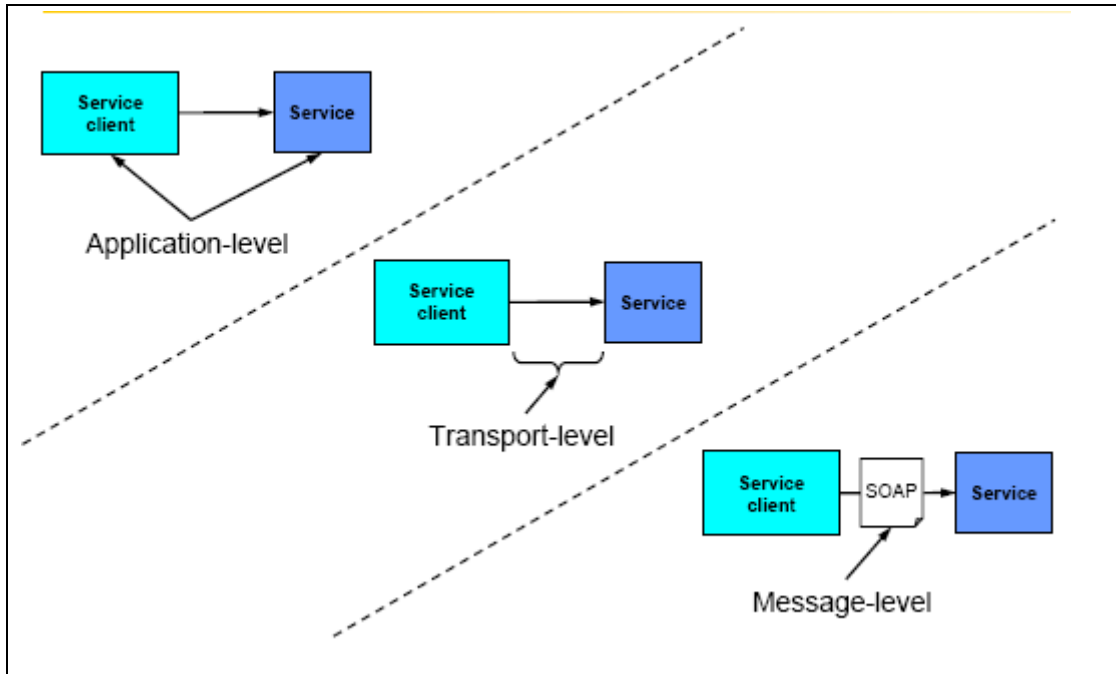 Service
client
Service
Application-level
Service
client
Service
Transport-level
Service
client
SOAP
Service
Message-level